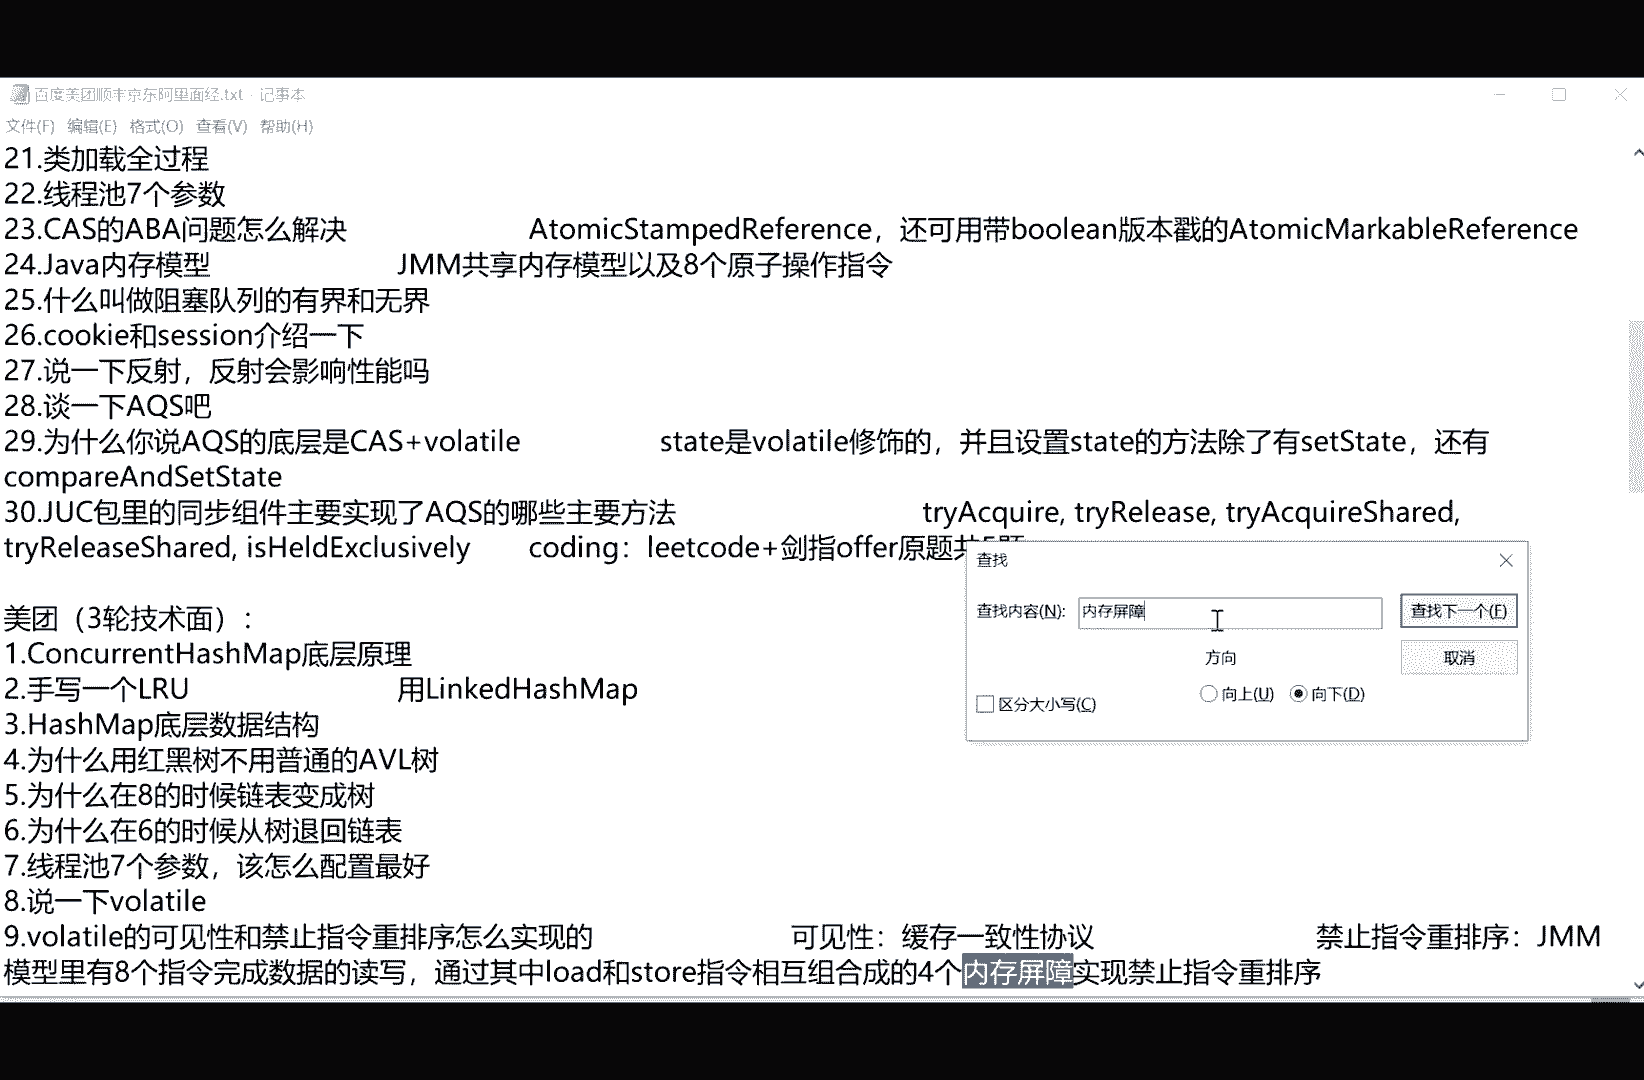 百度美团顺丰京东阿里面经.txt - 记事本
文件(F) 编辑(E) 格式(O) 查看(V) 帮助(H)
21.类加载全过程
22.线程池7个参数
23.CAS的ABA问题怎么解决 AtomicStampedReference，还可用带boolean版本戳的AtomicMarkableReference
24.Java内存模型 JMM共享内存模型以及8个原子操作指令
25.什么叫做阻塞队列的有界和无界
26.cookie和session介绍一下
27.说一下反射，反射会影响性能吗
28.谈一下AQS吧
29.为什么你说AQS的底层是CAS+volatile state是volatile修饰的，并且设置state的方法除了有setState，还有
compareAndSetState
30.JUC包里的同步组件主要实现了AQS的哪些主要方法 tryAcquire, tryRelease, tryAcquireShared,
tryReleaseShared, isHeldExclusively coding：leetcode+剑指offer原题共5题
美团（3轮技术面）：
1.ConcurrentHashMap底层原理
2.手写一个LRU 用LinkedHashMap
3.HashMap底层数据结构
4.为什么用红黑树不用普通的AVL树
5.为什么在8的时候链表变成树
6.为什么在6的时候从树退回链表
7.线程池7个参数，该怎么配置最好
8.说一下volatile
9.volatile的可见性和禁止指令重排序怎么实现的 可见性：缓存一致性协议 禁止指令重排序：JMM
模型里有8个指令完成数据的读写，通过其中load和store指令相互组合成的4个内存屏障实现禁止指令重排序
查找
查找内容(N): 内存屏障 查找下一个(F)
方向 取消
区分大小写(C) 向上(U) 向下(D)